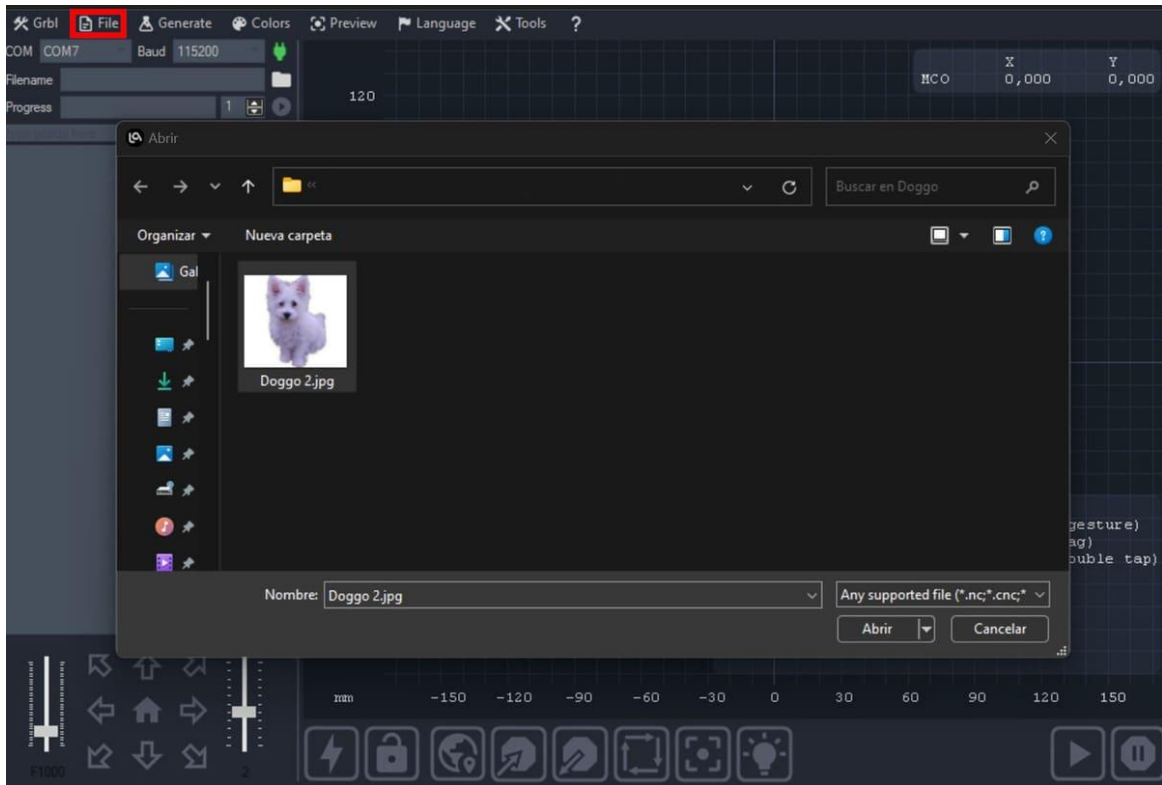 Grbl File Generate Colors Preview Language Tools ?
COM COM7 Baud 115200
Filename
Progress 1
X Y
MCO 0,000 0,000
120
Abrir
«
Buscar en Doggo
Organizar Nueva carpeta
Gal
Doggo 2.jpg
gesture)
ag)
ouble tap)
Nombre: Doggo 2.jpg
Any supported file (*.nc;*.cnc;*
Abrir Cancelar
mm -150 -120 -90 -60 -30 0 30 60 90 120 150
F1000 2